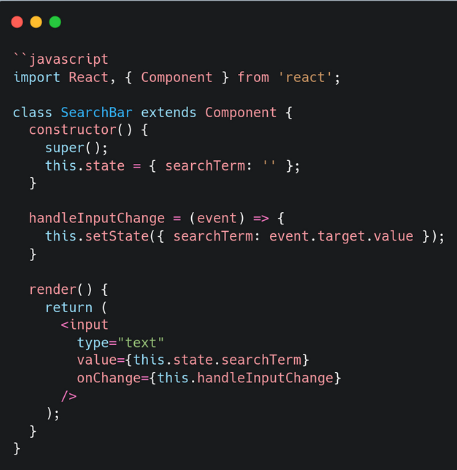 ``javascript
import React, { Component } from 'react';

class SearchBar extends Component {
  constructor() {
    super();
    this.state = { searchTerm: '' };
  }

  handleInputChange = (event) => {
    this.setState({ searchTerm: event.target.value });
  }

  render() {
    return (
      <input
        type="text"
        value={this.state.searchTerm}
        onChange={this.handleInputChange}
      />
    );
  }
}